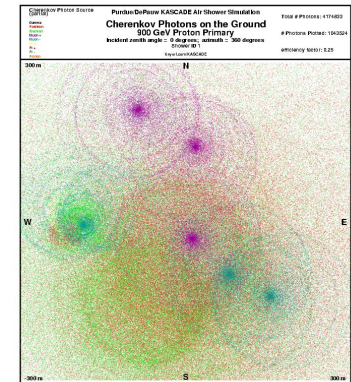 Cherenkov Photon Source
(partial)
Purdue/DePauw KASCADE Air Shower Simulation
Cherenkov Photons on the Ground
900 GeV Proton Primary
Incident zenith angle = 0 degrees; azimuth = 360 degrees
Shower ID 1
Total # Photons: 4174833
# Photons Plotted: 1043524
efficiency factor: 0.25
300 m
N
W
E
-300 m
S
300 m